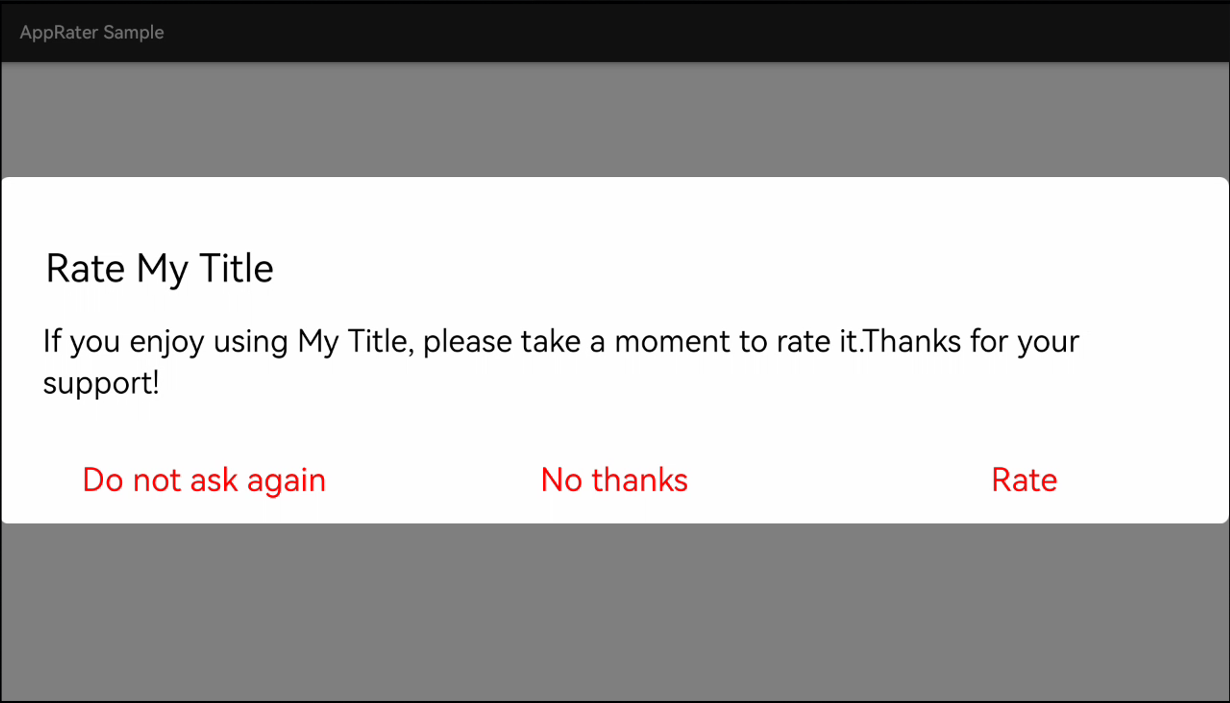 AppRater Sample
Rate My Title
If you enjoy using My Title, please take a moment to rate it.Thanks for your
support!
Do not ask again
No thanks
Rate